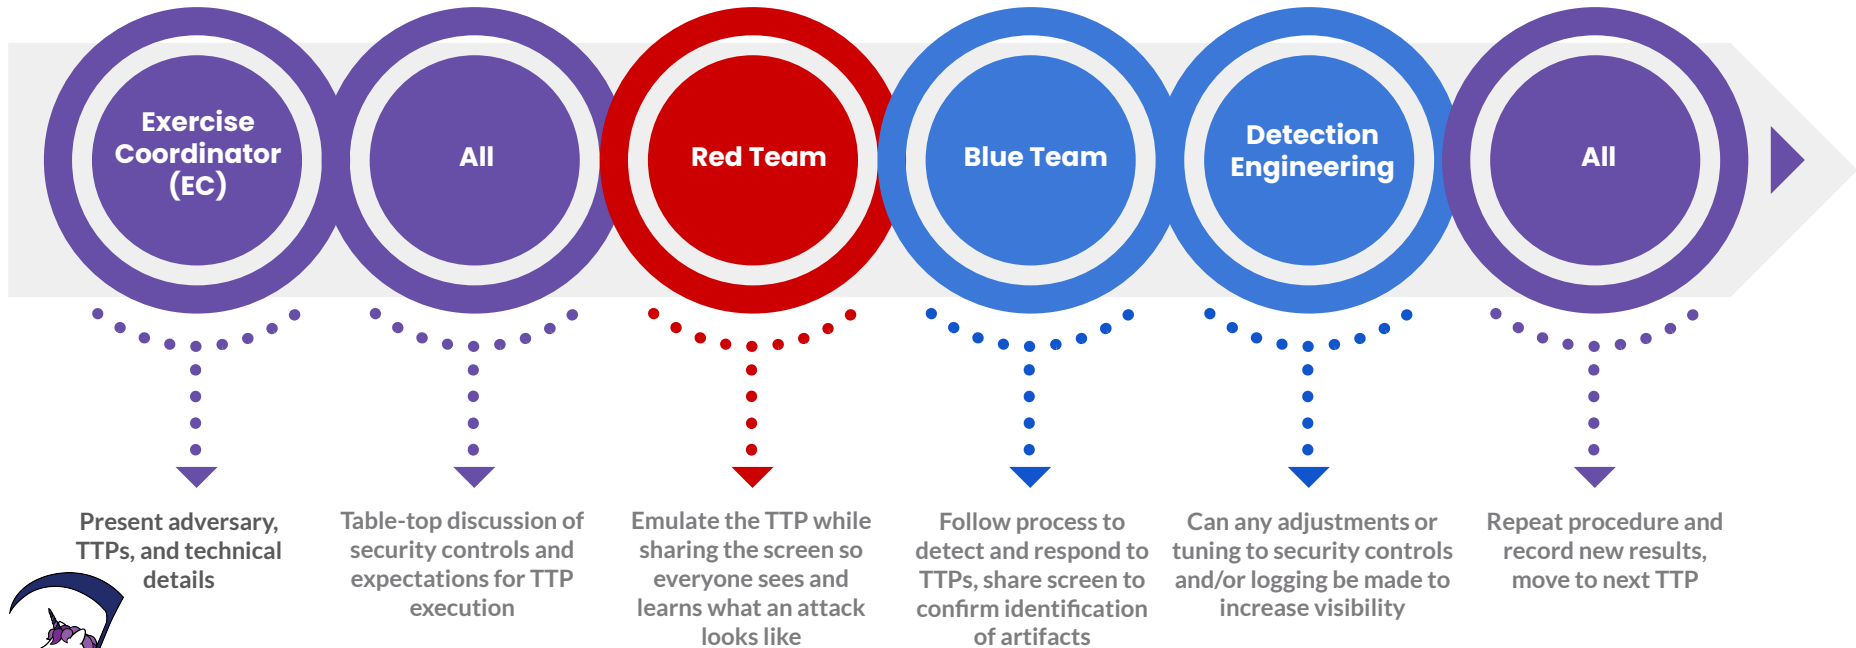 Exercise
Coordinator
(EC)
All
Red Team
Blue Team
Detection
Engineering
All
Present adversary,
TTPs, and technical
details
Table-top discussion of
security controls and
expectations for TTP
execution
Emulate the TTP while
sharing the screen so
everyone sees and
learns what an attack
looks like
Follow process to
detect and respond to
TTPs, share screen to
confirm identification
of artifacts
Can any adjustments or
tuning to security controls
and/or logging be made to
increase visibility
Repeat procedure and
record new results,
move to next TTP